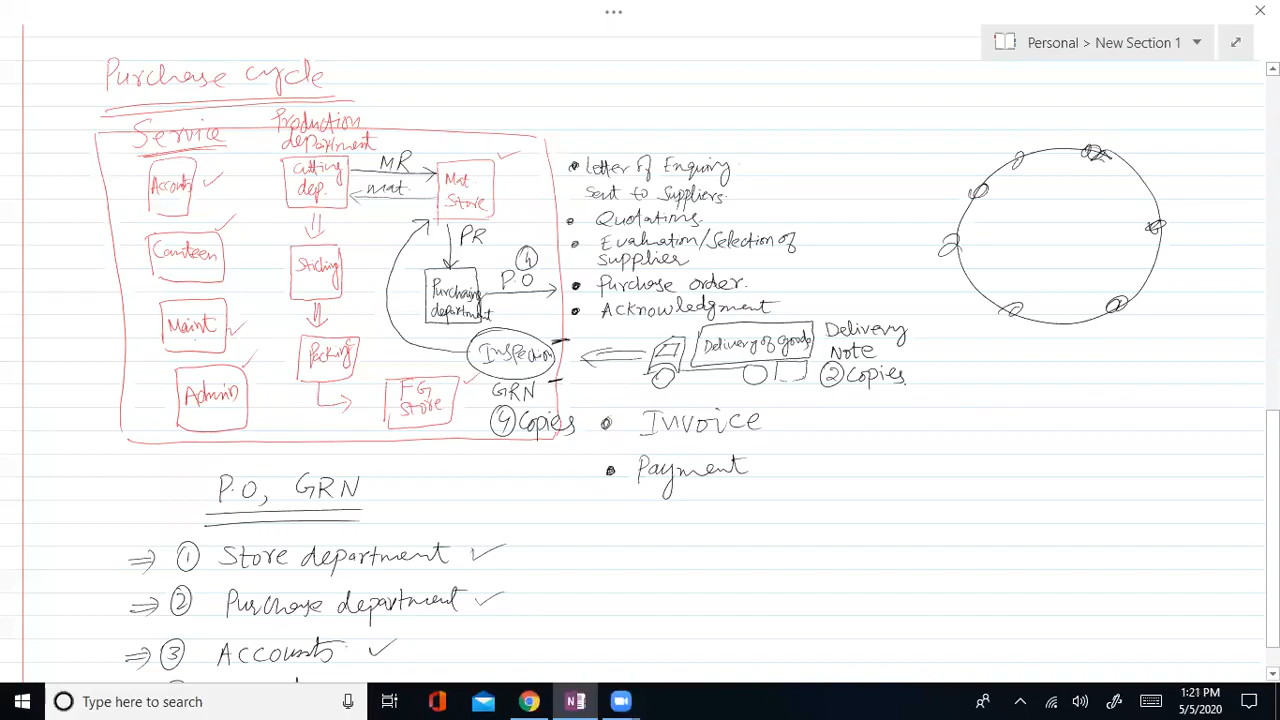 Personal > New Section 1
Purchase cycle
Service
Production
department
Accounts
Canteen
Maint
Admin
Cutting
dep.
Stiching
Packing
FG
Store
MR
mat.
Mat
Store
PR
Purchasing
department
P.O
4
Inspection
GRN
4 Copies
• Letter of Enquiry
Sent to Suppliers.
• Quotations.
• Evaluation/Selection of
supplier
• Purchase order.
• Acknowledgment
Delivery of goods
Delivery
Note
2 Copies.
• Invoice
• Payment
P.O, GRN
⇒ 1 Store department ✓
⇒ 2 Purchase department ✓
⇒ 3 Accounts ✓
Type here to search
1:21 PM
5/5/2020